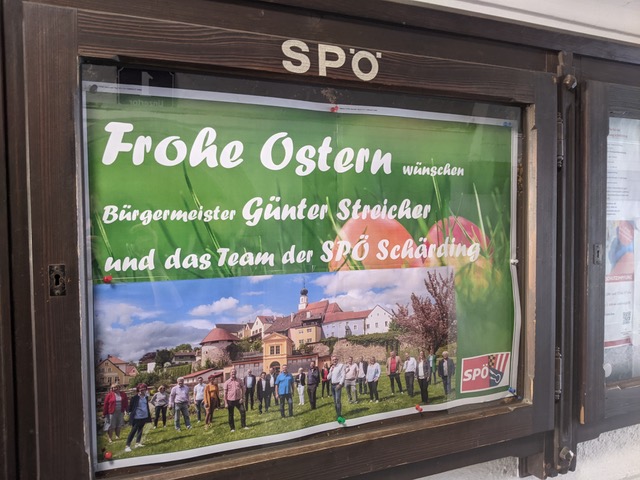 SPÖ
Frohe Ostern wünschen
Bürgermeister Günter Streicher
und das Team der SPÖ Schärding
SPÖ